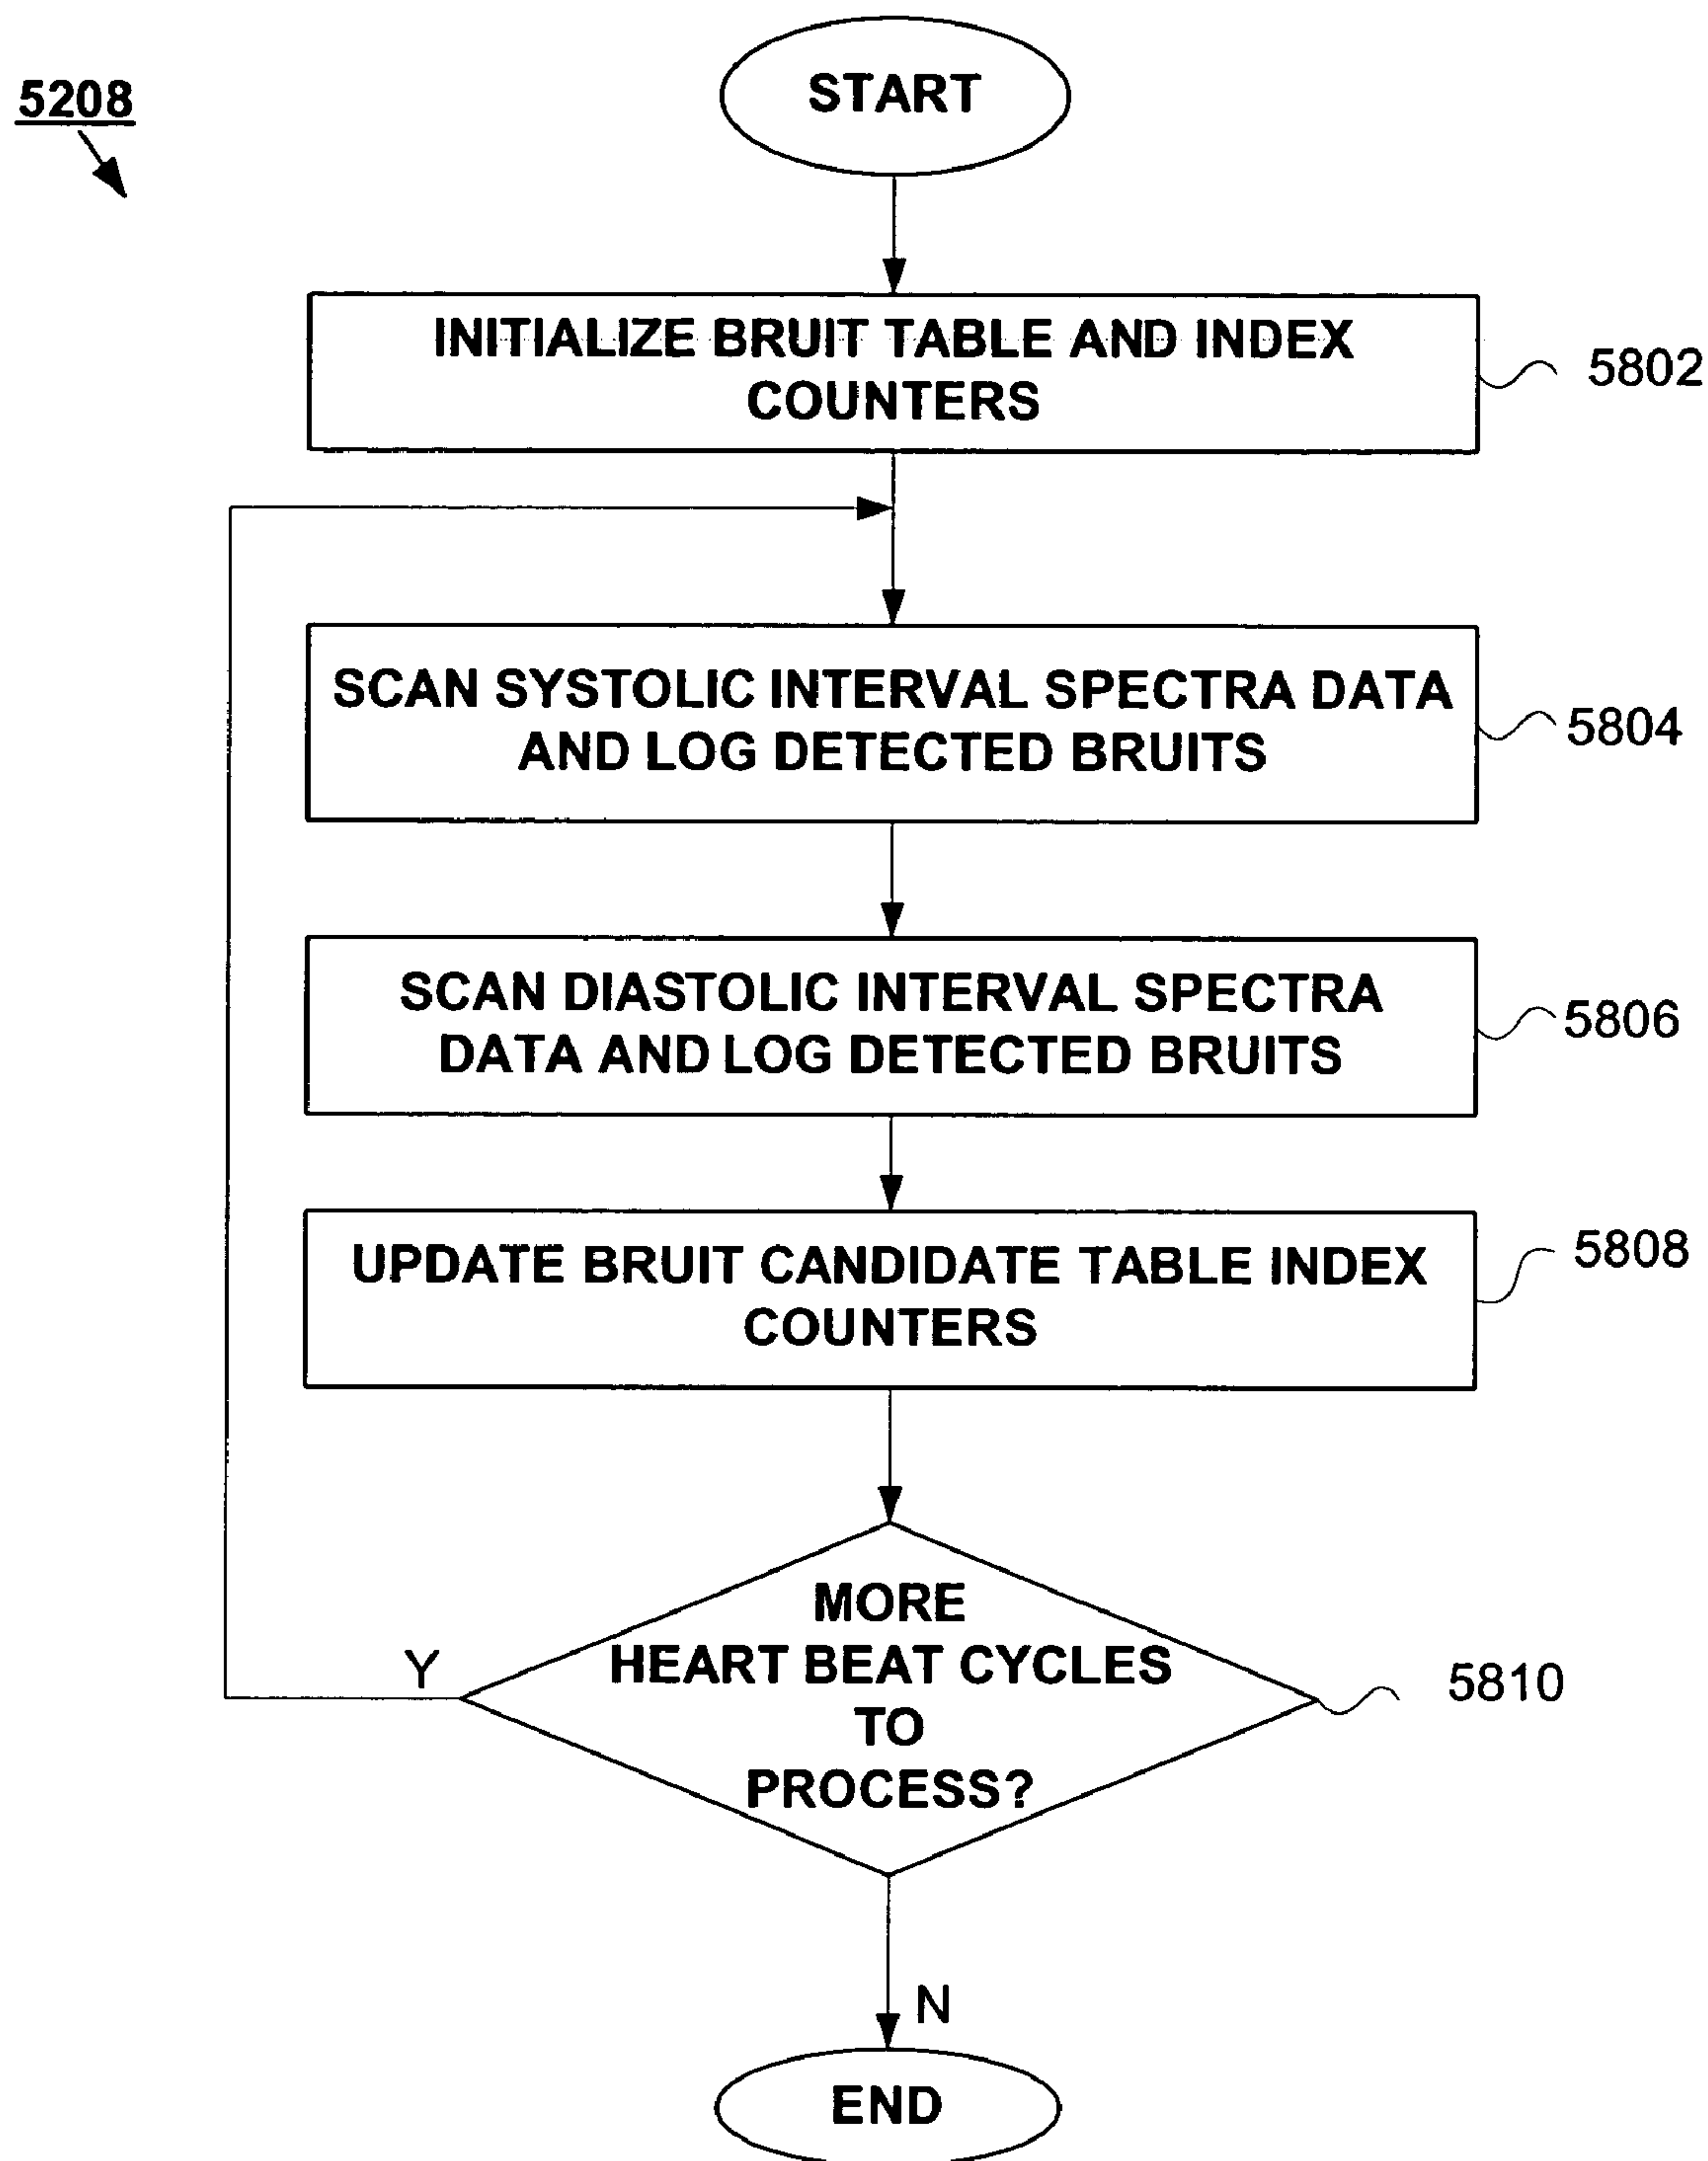 5208
START
INITIALIZE BRUIT TABLE AND INDEX
COUNTERS
5802
SCAN SYSTOLIC INTERVAL SPECTRA DATA
AND LOG DETECTED BRUITS
5804
SCAN DIASTOLIC INTERVAL SPECTRA
DATA AND LOG DETECTED BRUITS
5806
UPDATE BRUIT CANDIDATE TABLE INDEX
COUNTERS
5808
MORE
HEART BEAT CYCLES
TO
PROCESS?
Y
5810
N
END